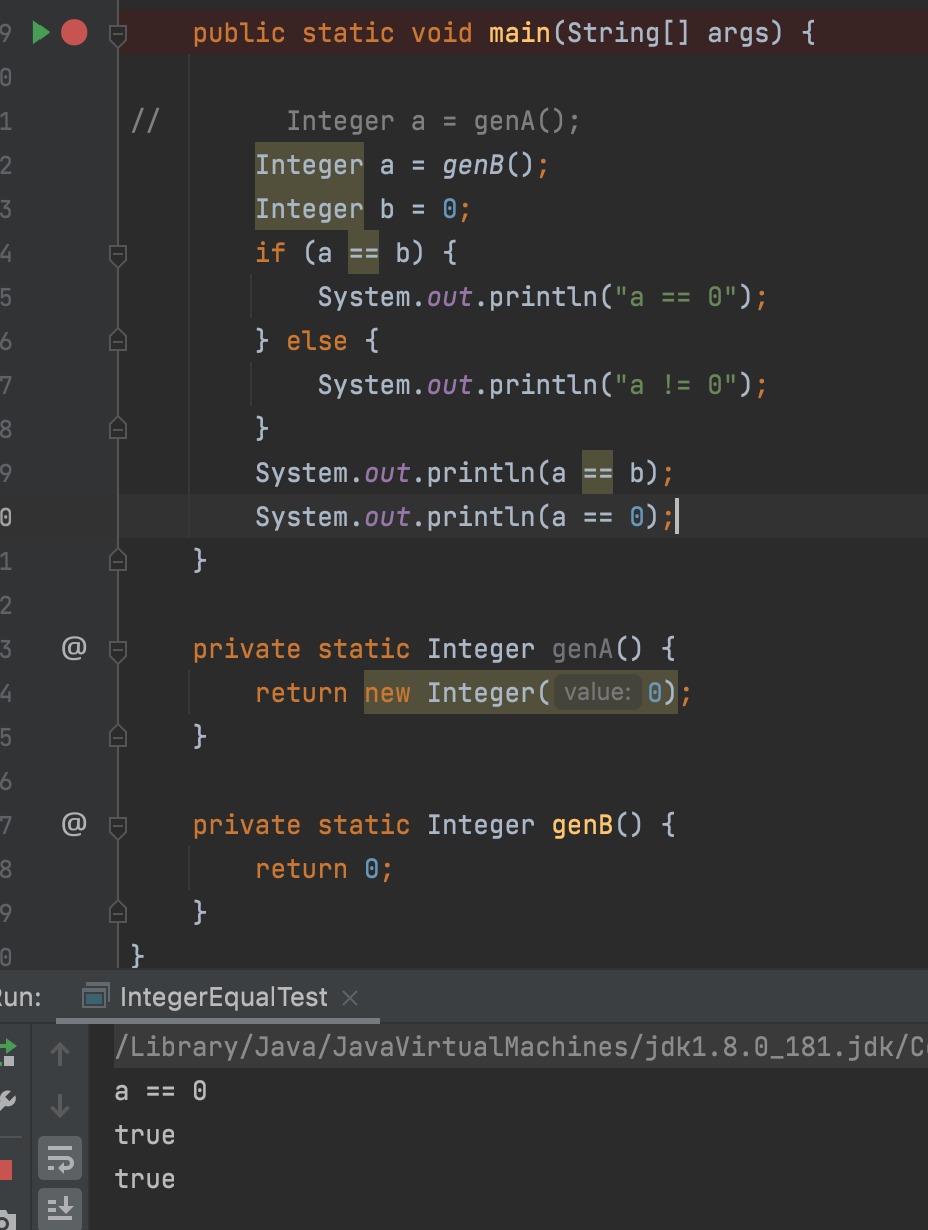 9 public static void main(String[] args) {
0
1 // Integer a = genA();
2 Integer a = genB();
3 Integer b = 0;
4 if (a == b) {
5 System.out.println("a == 0");
6 } else {
7 System.out.println("a != 0");
8 }
9 System.out.println(a == b);
0 System.out.println(a == 0);
1 }
2
3 @ private static Integer genA() {
4 return new Integer( value: 0);
5 }
6
7 @ private static Integer genB() {
8 return 0;
9 }
0 }
Run: IntegerEqualTest ×
/Library/Java/JavaVirtualMachines/jdk1.8.0_181.jdk/Co
a == 0
true
true